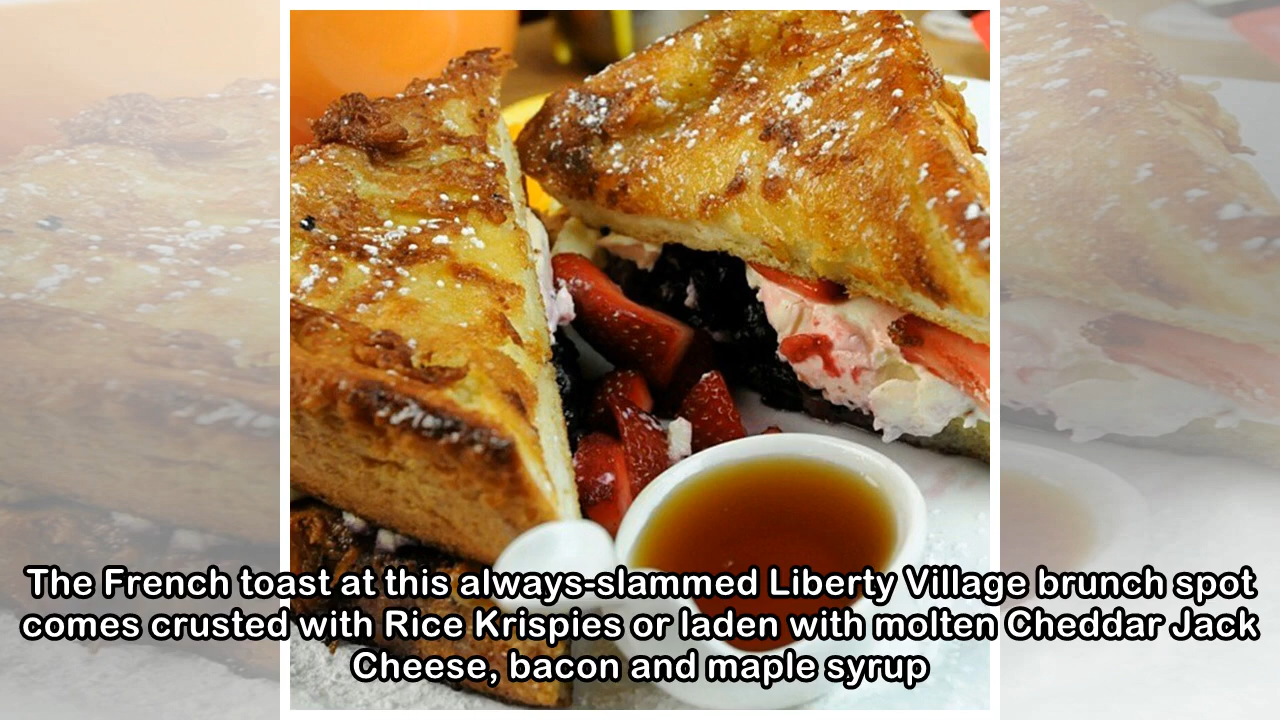 The French toast at this always-slammed Liberty Village brunch spot
comes crusted with Rice Krispies or laden with molten Cheddar Jack
Cheese, bacon and maple syrup